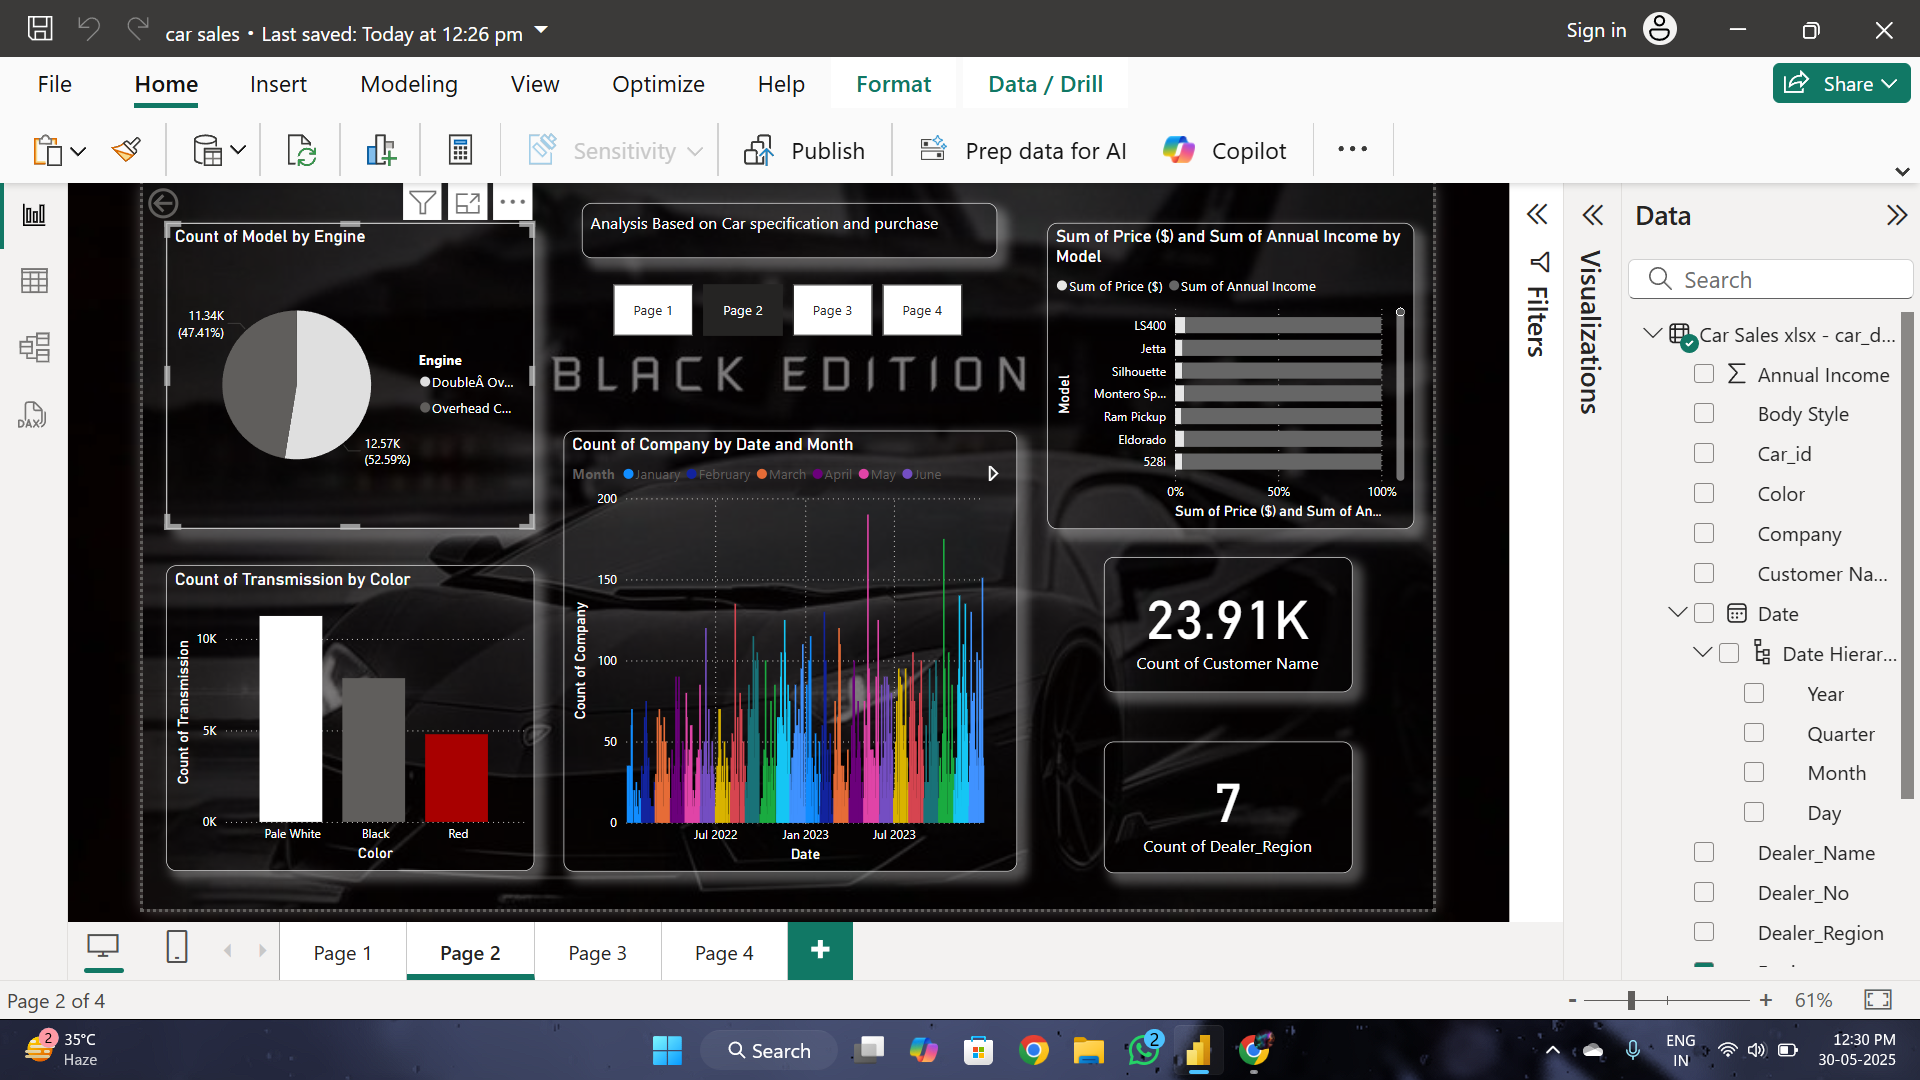 car sales • Last saved: Today at 12:26 pm
Sign in
File Home Insert Modeling View Optimize Help Format Data / Drill
Share
Sensitivity
Publish
Prep data for AI
Copilot
Count of Model by Engine
11.34K
(47.41%)
12.57K
(52.59%)
Engine
DoubleÂ Ov...
Overhead C...
Analysis Based on Car specification and purchase
Page 1
Page 2
Page 3
Page 4
BLACK EDITION
Sum of Price ($) and Sum of Annual Income by
Model
Sum of Price ($) Sum of Annual Income
Model
LS400
Jetta
Silhouette
Montero Sp...
Ram Pickup
Eldorado
528i
0% 50% 100%
Sum of Price ($) and Sum of An...
Count of Transmission by Color
Count of Transmission
10K
5K
0K
Pale White Black Red
Color
Count of Company by Date and Month
Month January February March April May June
Count of Company
200
150
100
50
0
Jul 2022 Jan 2023 Jul 2023
Date
23.91K
Count of Customer Name
7
Count of Dealer_Region
Filters
Visualizations
Data
Search
Car Sales xlsx - car_d...
Annual Income
Body Style
Car_id
Color
Company
Customer Na...
Date
Date Hierar...
Year
Quarter
Month
Day
Dealer_Name
Dealer_No
Dealer_Region
Page 1
Page 2
Page 3
Page 4
Page 2 of 4
- + 61%
2
35°C
Haze
Search
2
ENG
IN
12:30 PM
30-05-2025